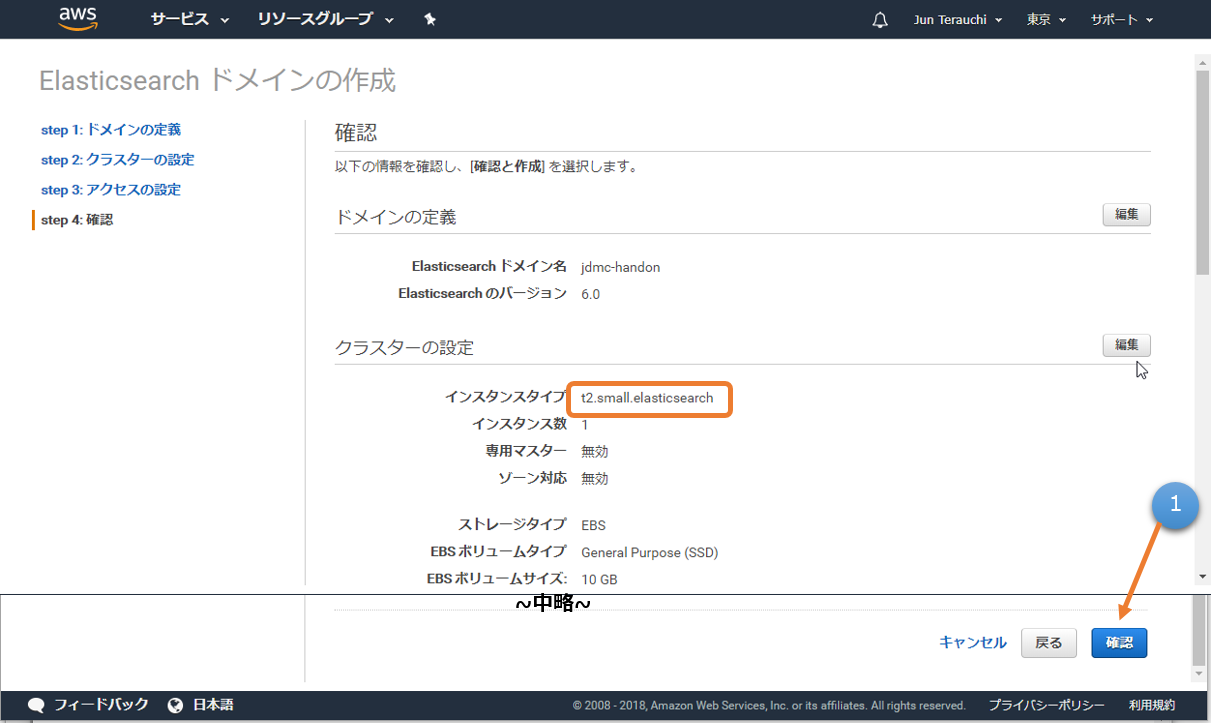 aws サービス リソースグループ Jun Terauchi 東京 サポート
Elasticsearch ドメインの作成
step 1: ドメインの定義
step 2: クラスターの設定
step 3: アクセスの設定
step 4: 確認
確認
以下の情報を確認し、[確認と作成] を選択します。
ドメインの定義 編集
Elasticsearch ドメイン名 jdmc-handon
Elasticsearch のバージョン 6.0
クラスターの設定 編集
インスタンスタイプ t2.small.elasticsearch
インスタンス数 1
専用マスター 無効
ゾーン対応 無効
ストレージタイプ EBS
EBS ボリュームタイプ General Purpose (SSD)
EBS ボリュームサイズ: 10 GB
1
~中略~
キャンセル 戻る 確認
フィードバック 日本語 © 2008 - 2018, Amazon Web Services, Inc. or its affiliates. All rights reserved. プライバシーポリシー 利用規約